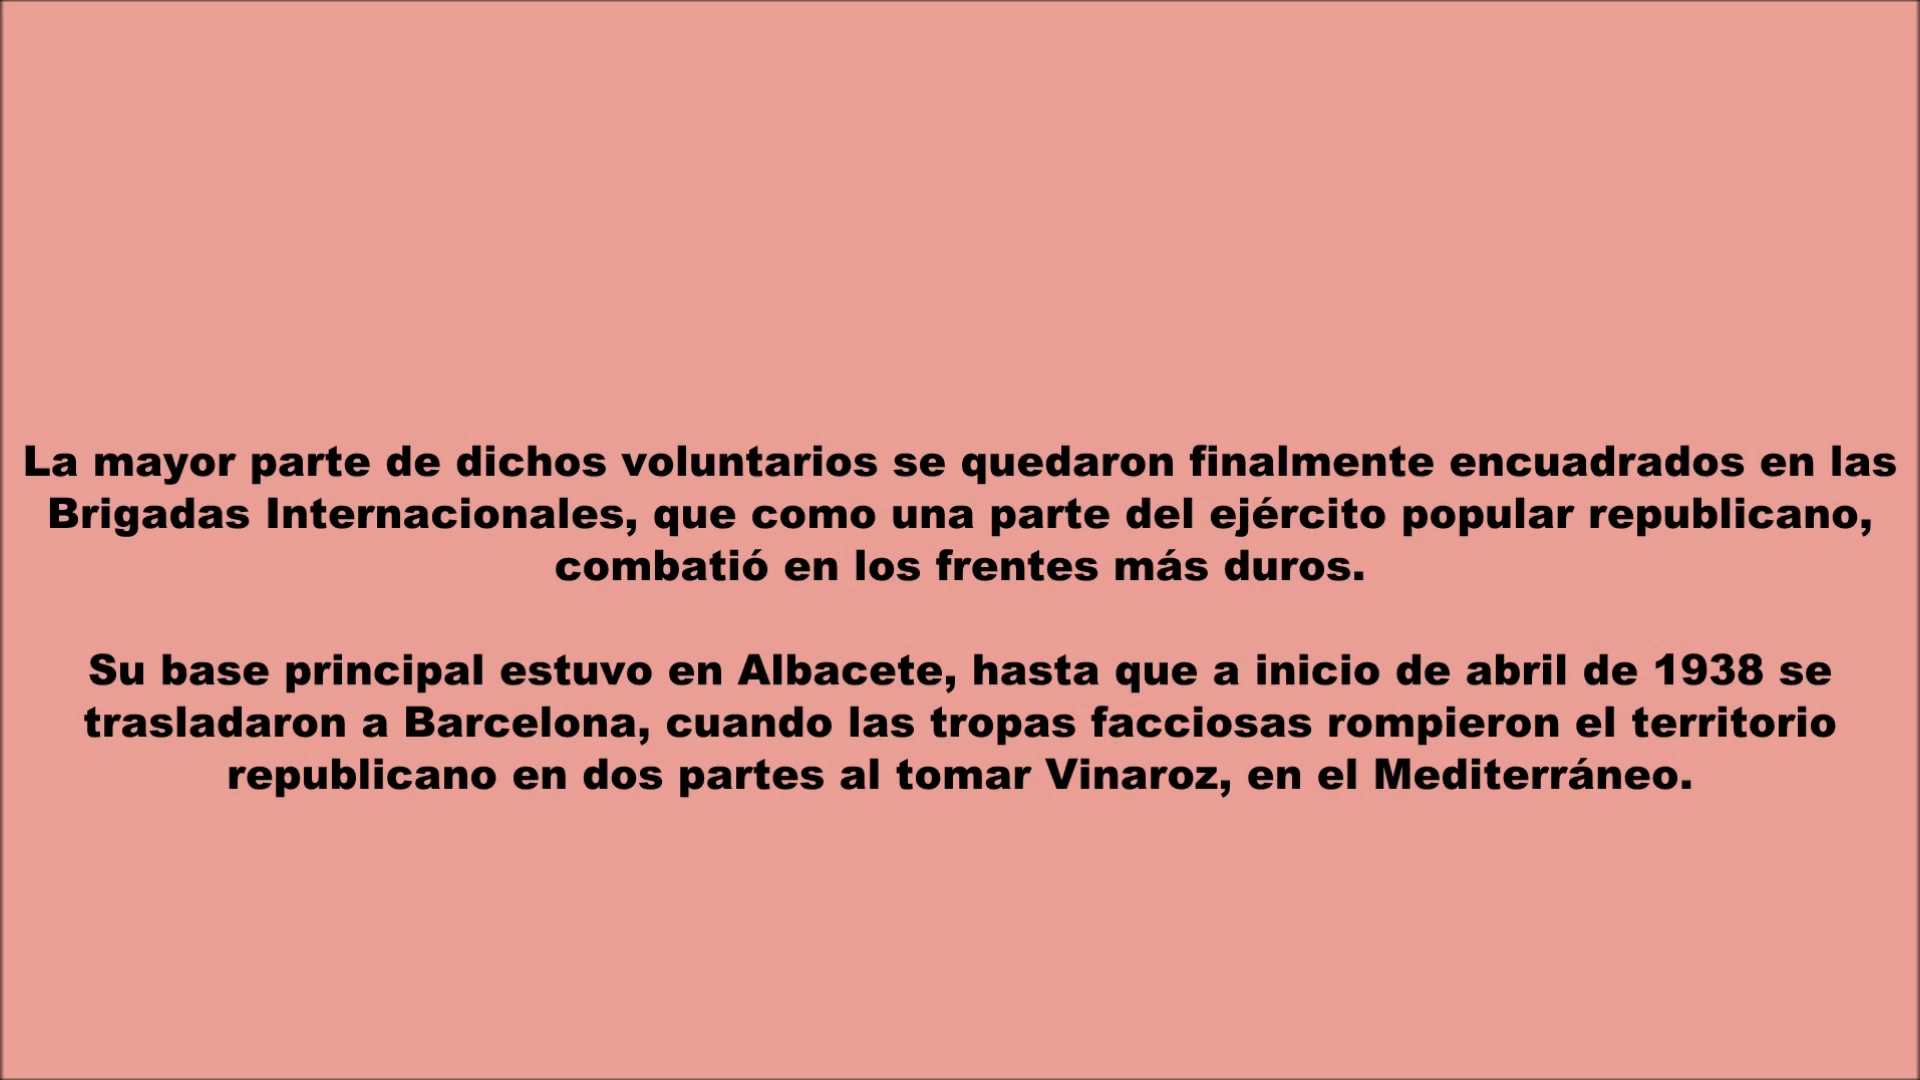 La mayor parte de dichos voluntarios se quedaron finalmente encuadrados en las
Brigadas Internacionales, que como una parte del ejército popular republicano,
combatió en los frentes más duros.
Su base principal estuvo en Albacete, hasta que a inicio de abril de 1938 se
trasladaron a Barcelona, cuando las tropas facciosas rompieron el territorio
republicano en dos partes al tomar Vinaroz, en el Mediterráneo.